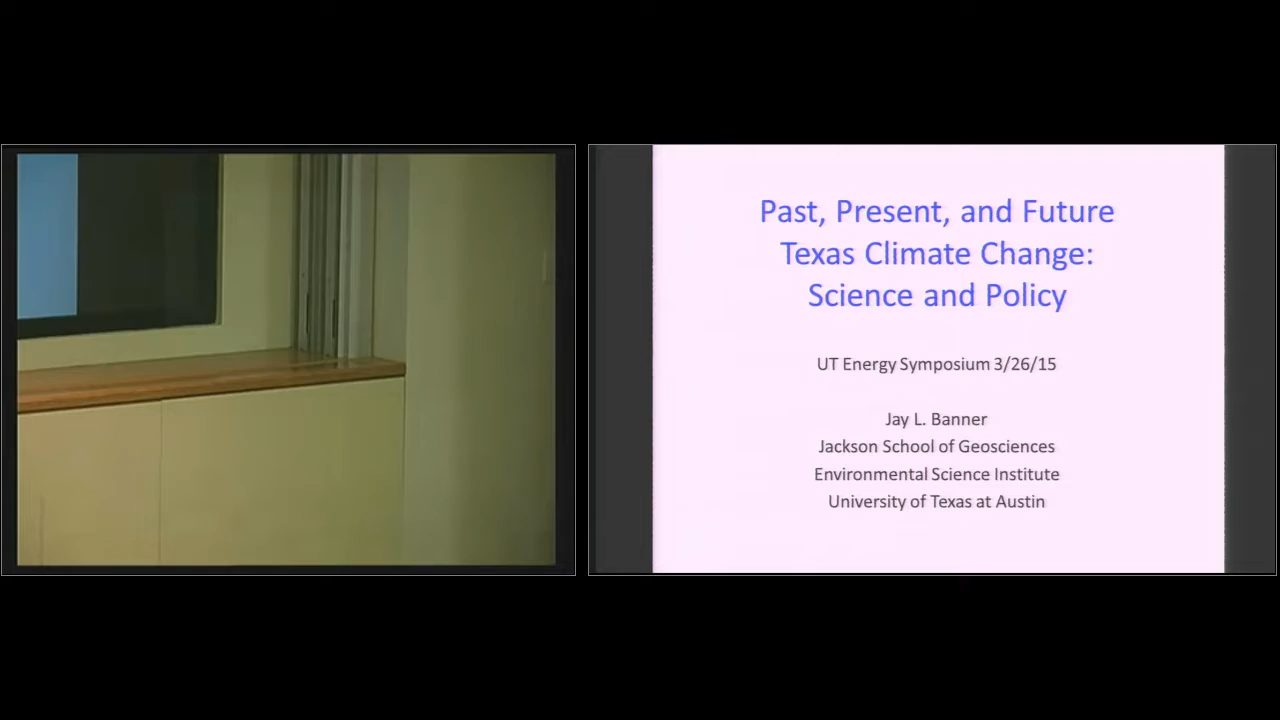 Past, Present, and Future
Texas Climate Change:
Science and Policy
UT Energy Symposium 3/26/15
Jay L. Banner
Jackson School of Geosciences
Environmental Science Institute
University of Texas at Austin